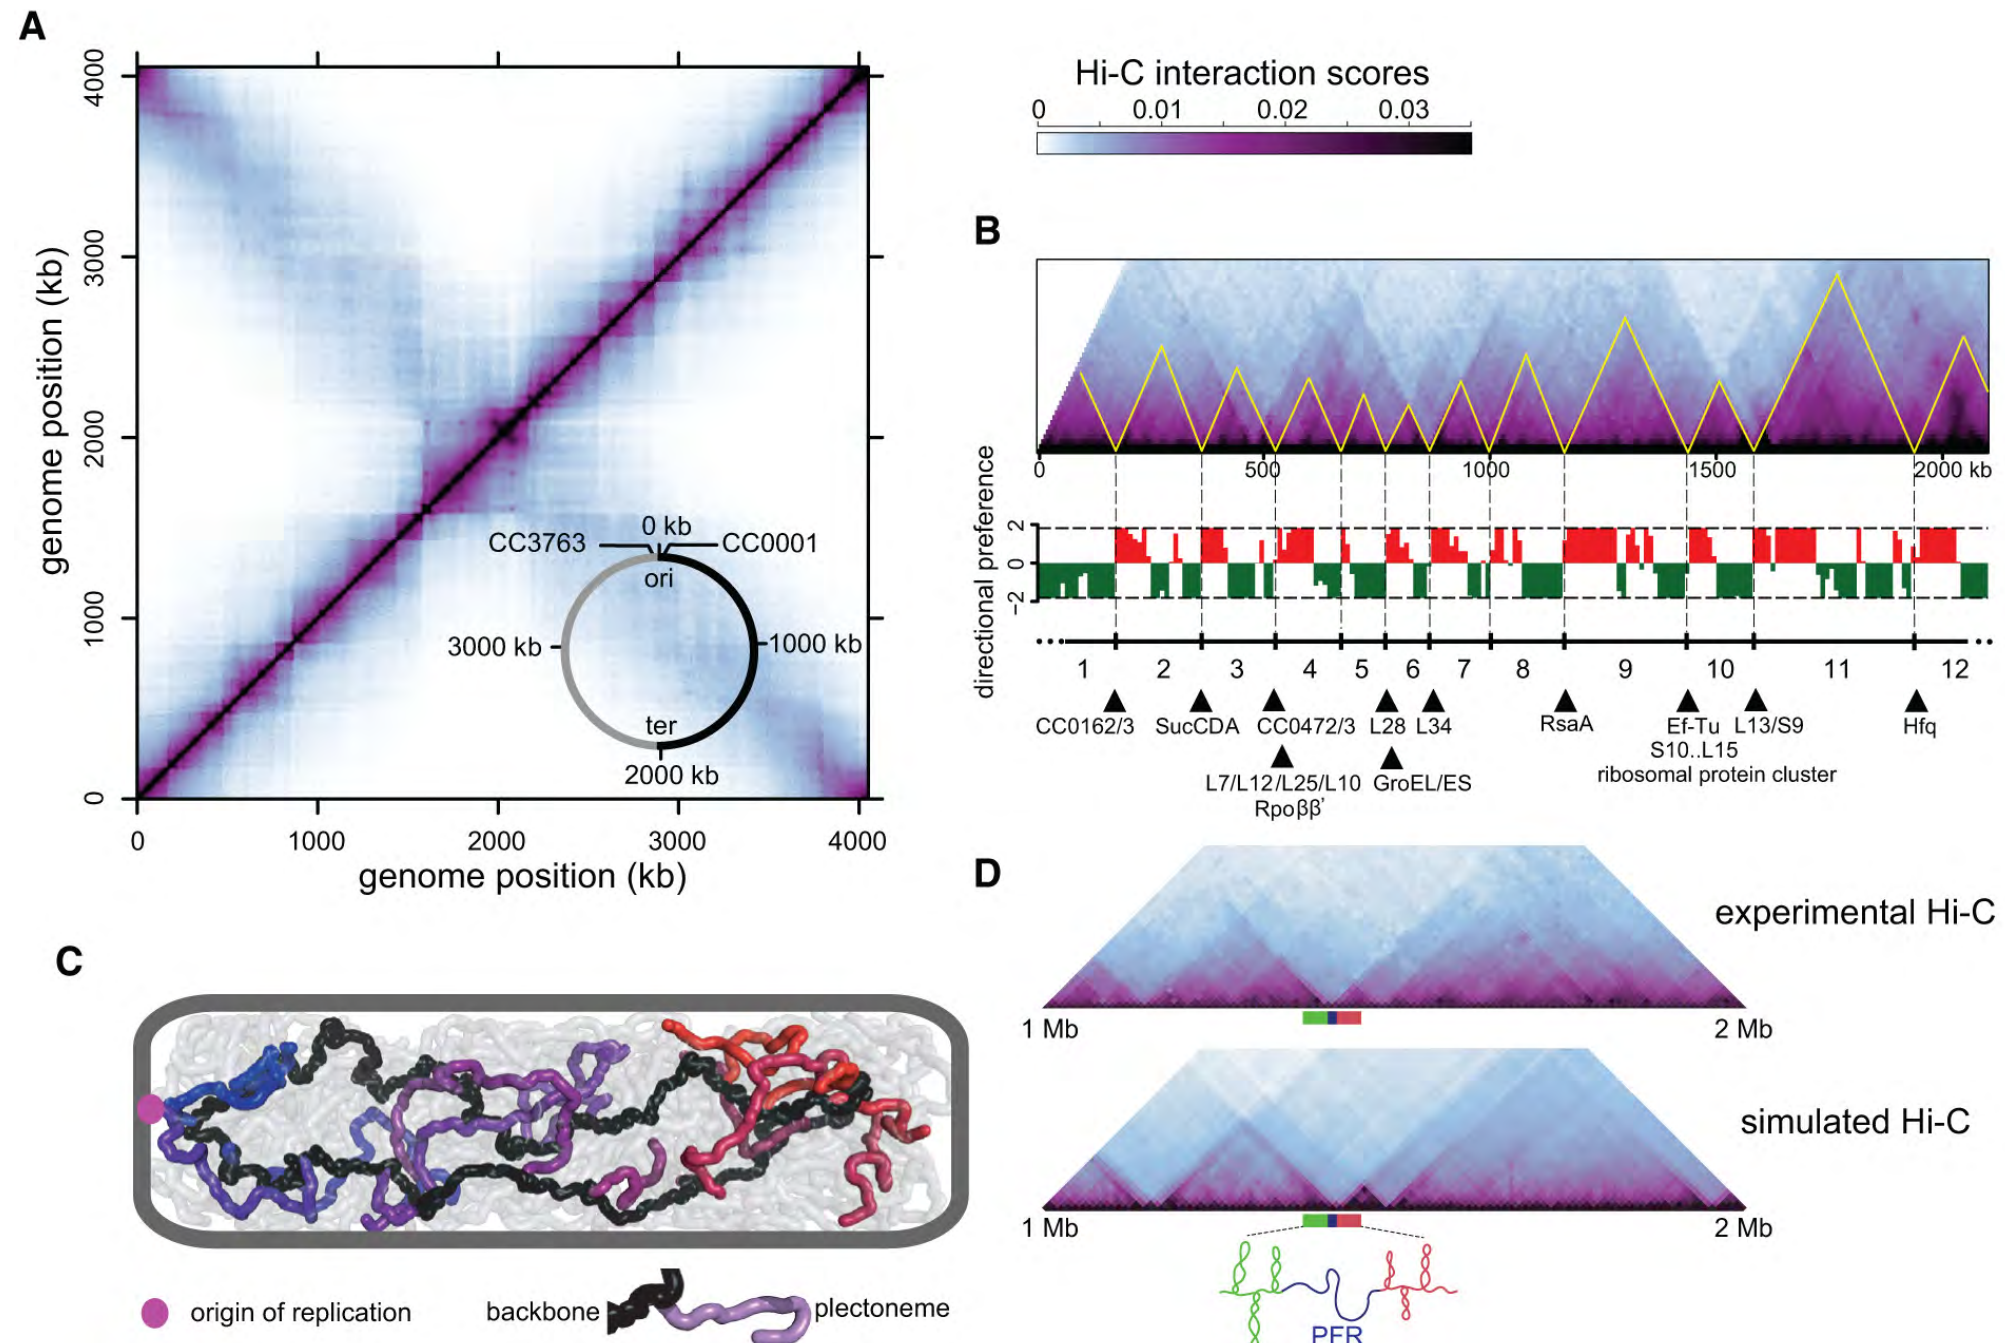 A
4000
3000
2000
1000
0
genome position (kb)
0
1000
2000
3000
4000
genome position (kb)
CC3763
0 kb
CC0001
ori
3000 kb
1000 kb
ter
2000 kb
Hi-C interaction scores
0
0.01
0.02
0.03
B
0
500
1000
1500
2000 kb
directional preference
2
0
-2
1
2
3
4
5
6
7
8
9
10
11
12
CC0162/3
SucCDA
CC0472/3
L28
L34
RsaA
Ef-Tu
L13/S9
Hfq
S10..L15
ribosomal protein cluster
L7/L12/L25/L10
GroEL/ES
Rpoββ'
C
origin of replication
backbone
plectoneme
D
experimental Hi-C
1 Mb
2 Mb
simulated Hi-C
1 Mb
2 Mb
PFR